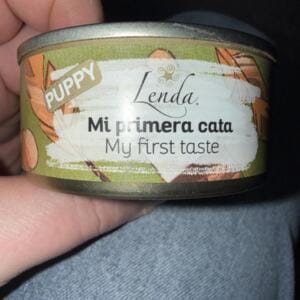 PUPPY
Lenda
Mi primera cata
My first taste